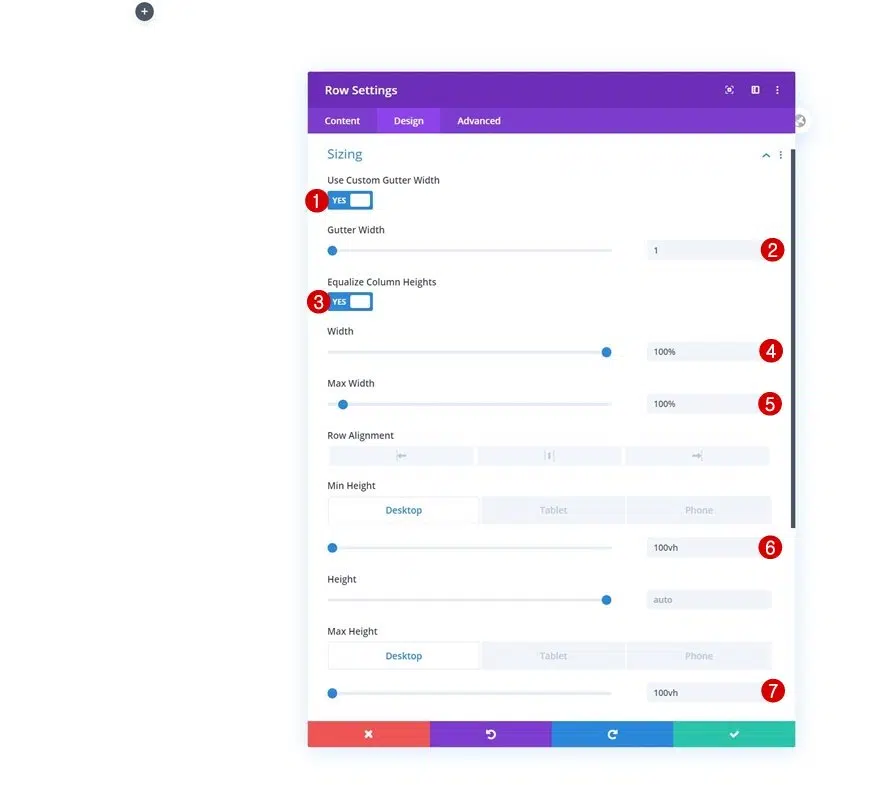 +
Row Settings
Content Design Advanced
Sizing
Use Custom Gutter Width
1 YES
Gutter Width
1 2
Equalize Column Heights
3 YES
Width
100% 4
Max Width
100% 5
Row Alignment
Min Height
Desktop Tablet Phone
100vh 6
Height
auto
Max Height
Desktop Tablet Phone
100vh 7